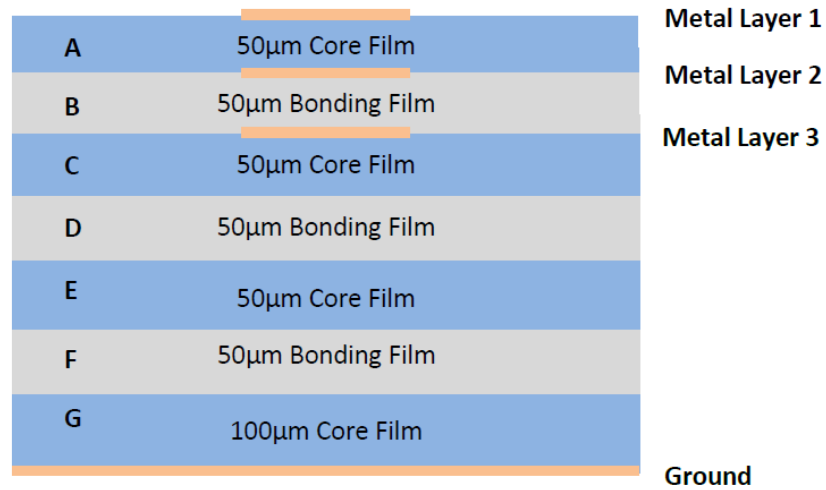 Metal Layer 1
A 50µm Core Film
Metal Layer 2
B 50µm Bonding Film
Metal Layer 3
C 50µm Core Film
D 50µm Bonding Film
E 50µm Core Film
F 50µm Bonding Film
G 100µm Core Film
Ground